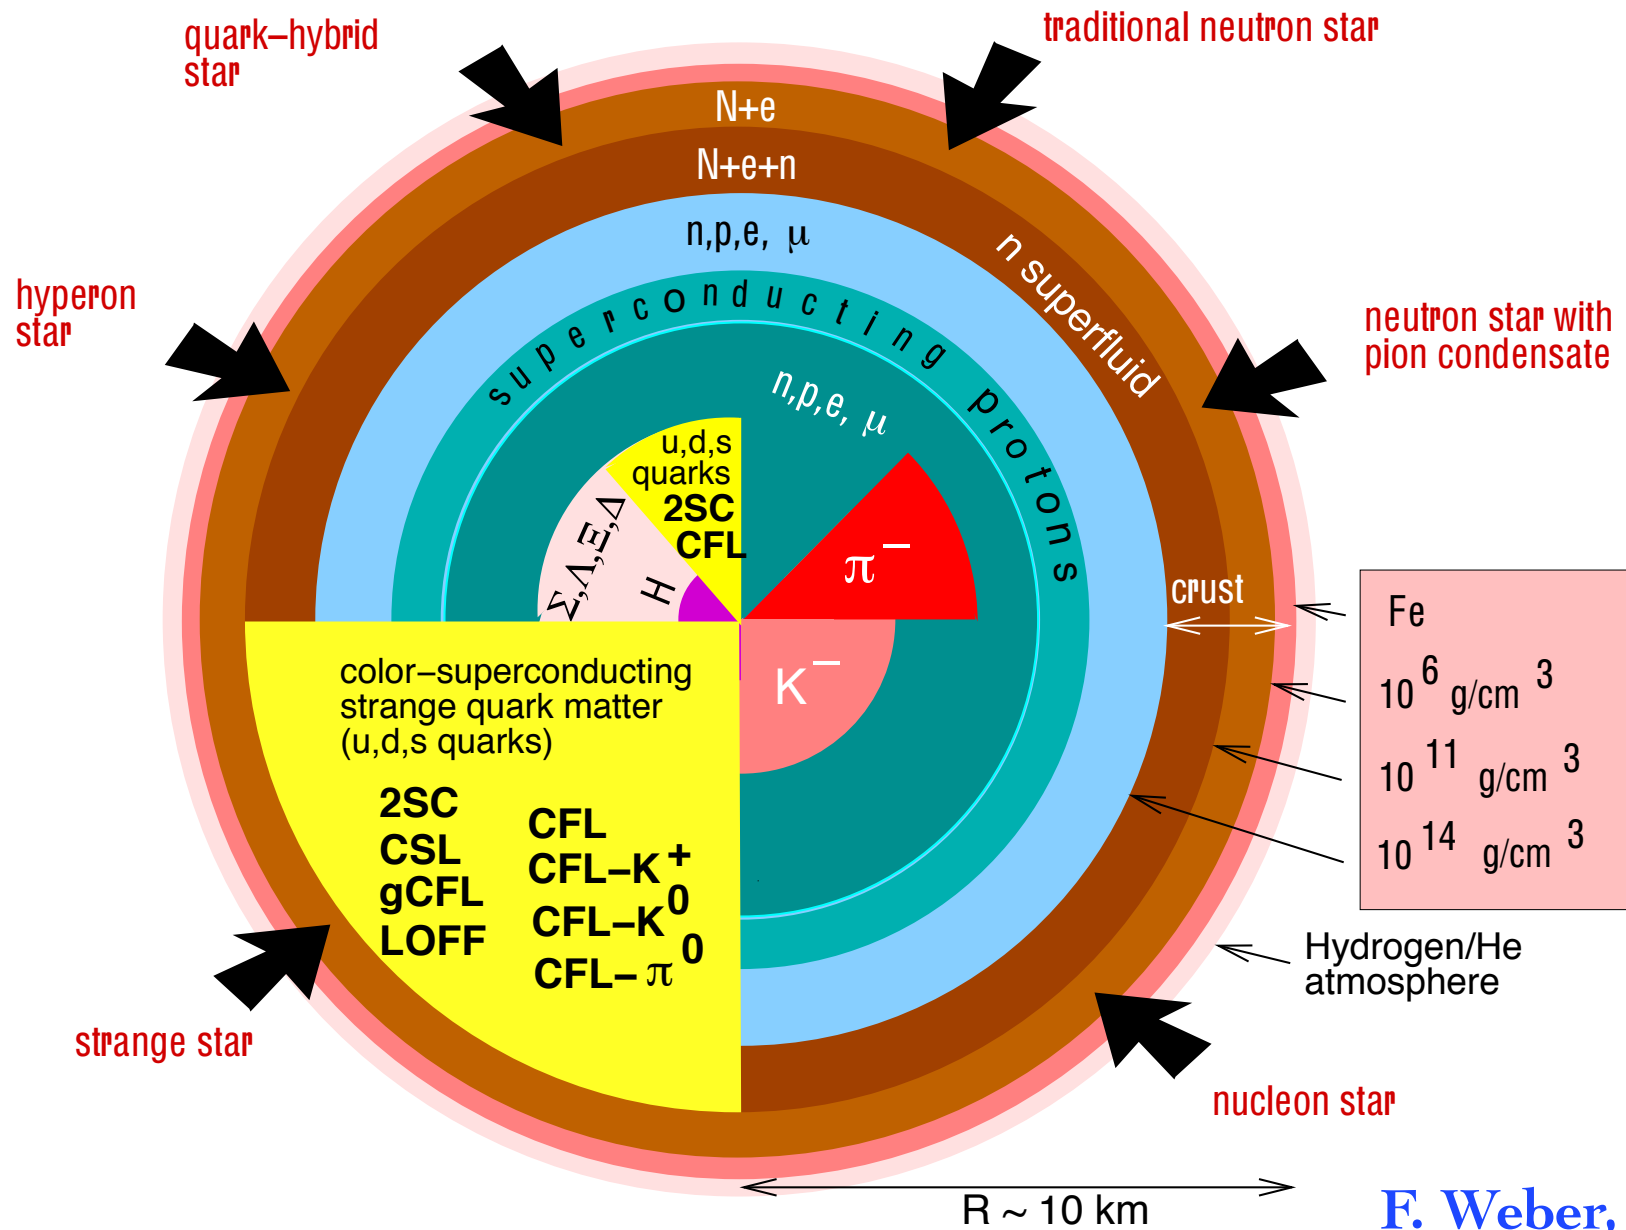 quark–hybrid
star
traditional neutron star
N+e
N+e+n
n,p,e, μ
n superfluid
hyperon
star
neutron star with
pion condensate
superconducting protons
n,p,e, μ
u,d,s
quarks
2SC
CFL
Σ,Λ,Ξ,Δ
H
π⁻
K⁻
crust
Fe
10⁶ g/cm³
10¹¹ g/cm³
10¹⁴ g/cm³
color–superconducting
strange quark matter
(u,d,s quarks)
2SC
CSL
gCFL
LOFF
CFL
CFL–K⁺
CFL–K⁰
CFL–π⁰
Hydrogen/He
atmosphere
strange star
nucleon star
R ~ 10 km
F. Weber,